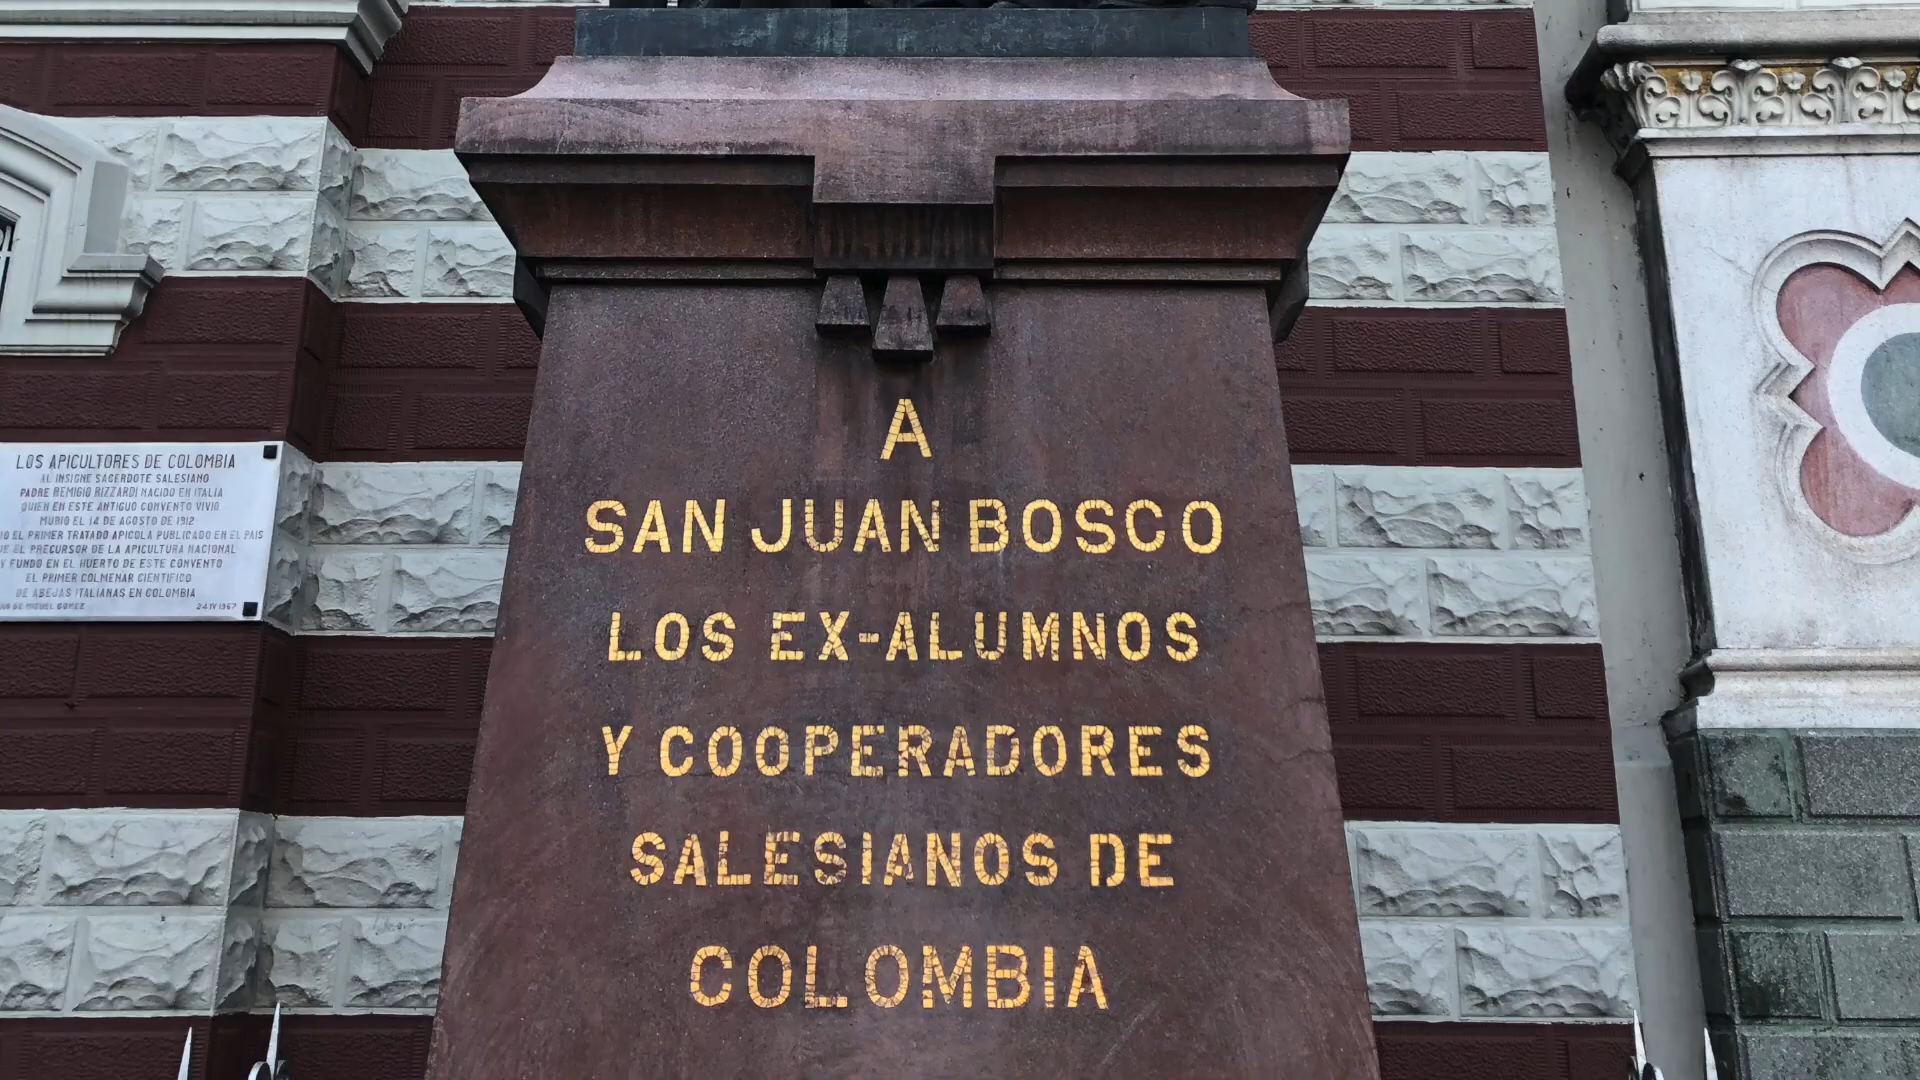 A
SAN JUAN BOSCO
LOS EX-ALUMNOS
Y COOPERADORES
SALESIANOS DE
COLOMBIA
LOS APICULTORES DE COLOMBIA
AL INSIGNE SACERDOTE SALESIANO
PADRE REMIGIO RIZZARDI NACIDO EN ITALIA
QUIEN EN ESTE ANTIGUO CONVENTO VIVIO
MURIO EL 14 DE AGOSTO DE 1912
EL PRIMER TRATADO APICOLA PUBLICADO EN EL PAIS
EL PRECURSOR DE LA APICULTURA NACIONAL
Y FUNDO EN EL HUERTO DE ESTE CONVENTO
EL PRIMER COLMENAR CIENTIFICO
DE ABEJAS ITALIANAS EN COLOMBIA
DE MIGUEL GOMEZ 24 IV 1967